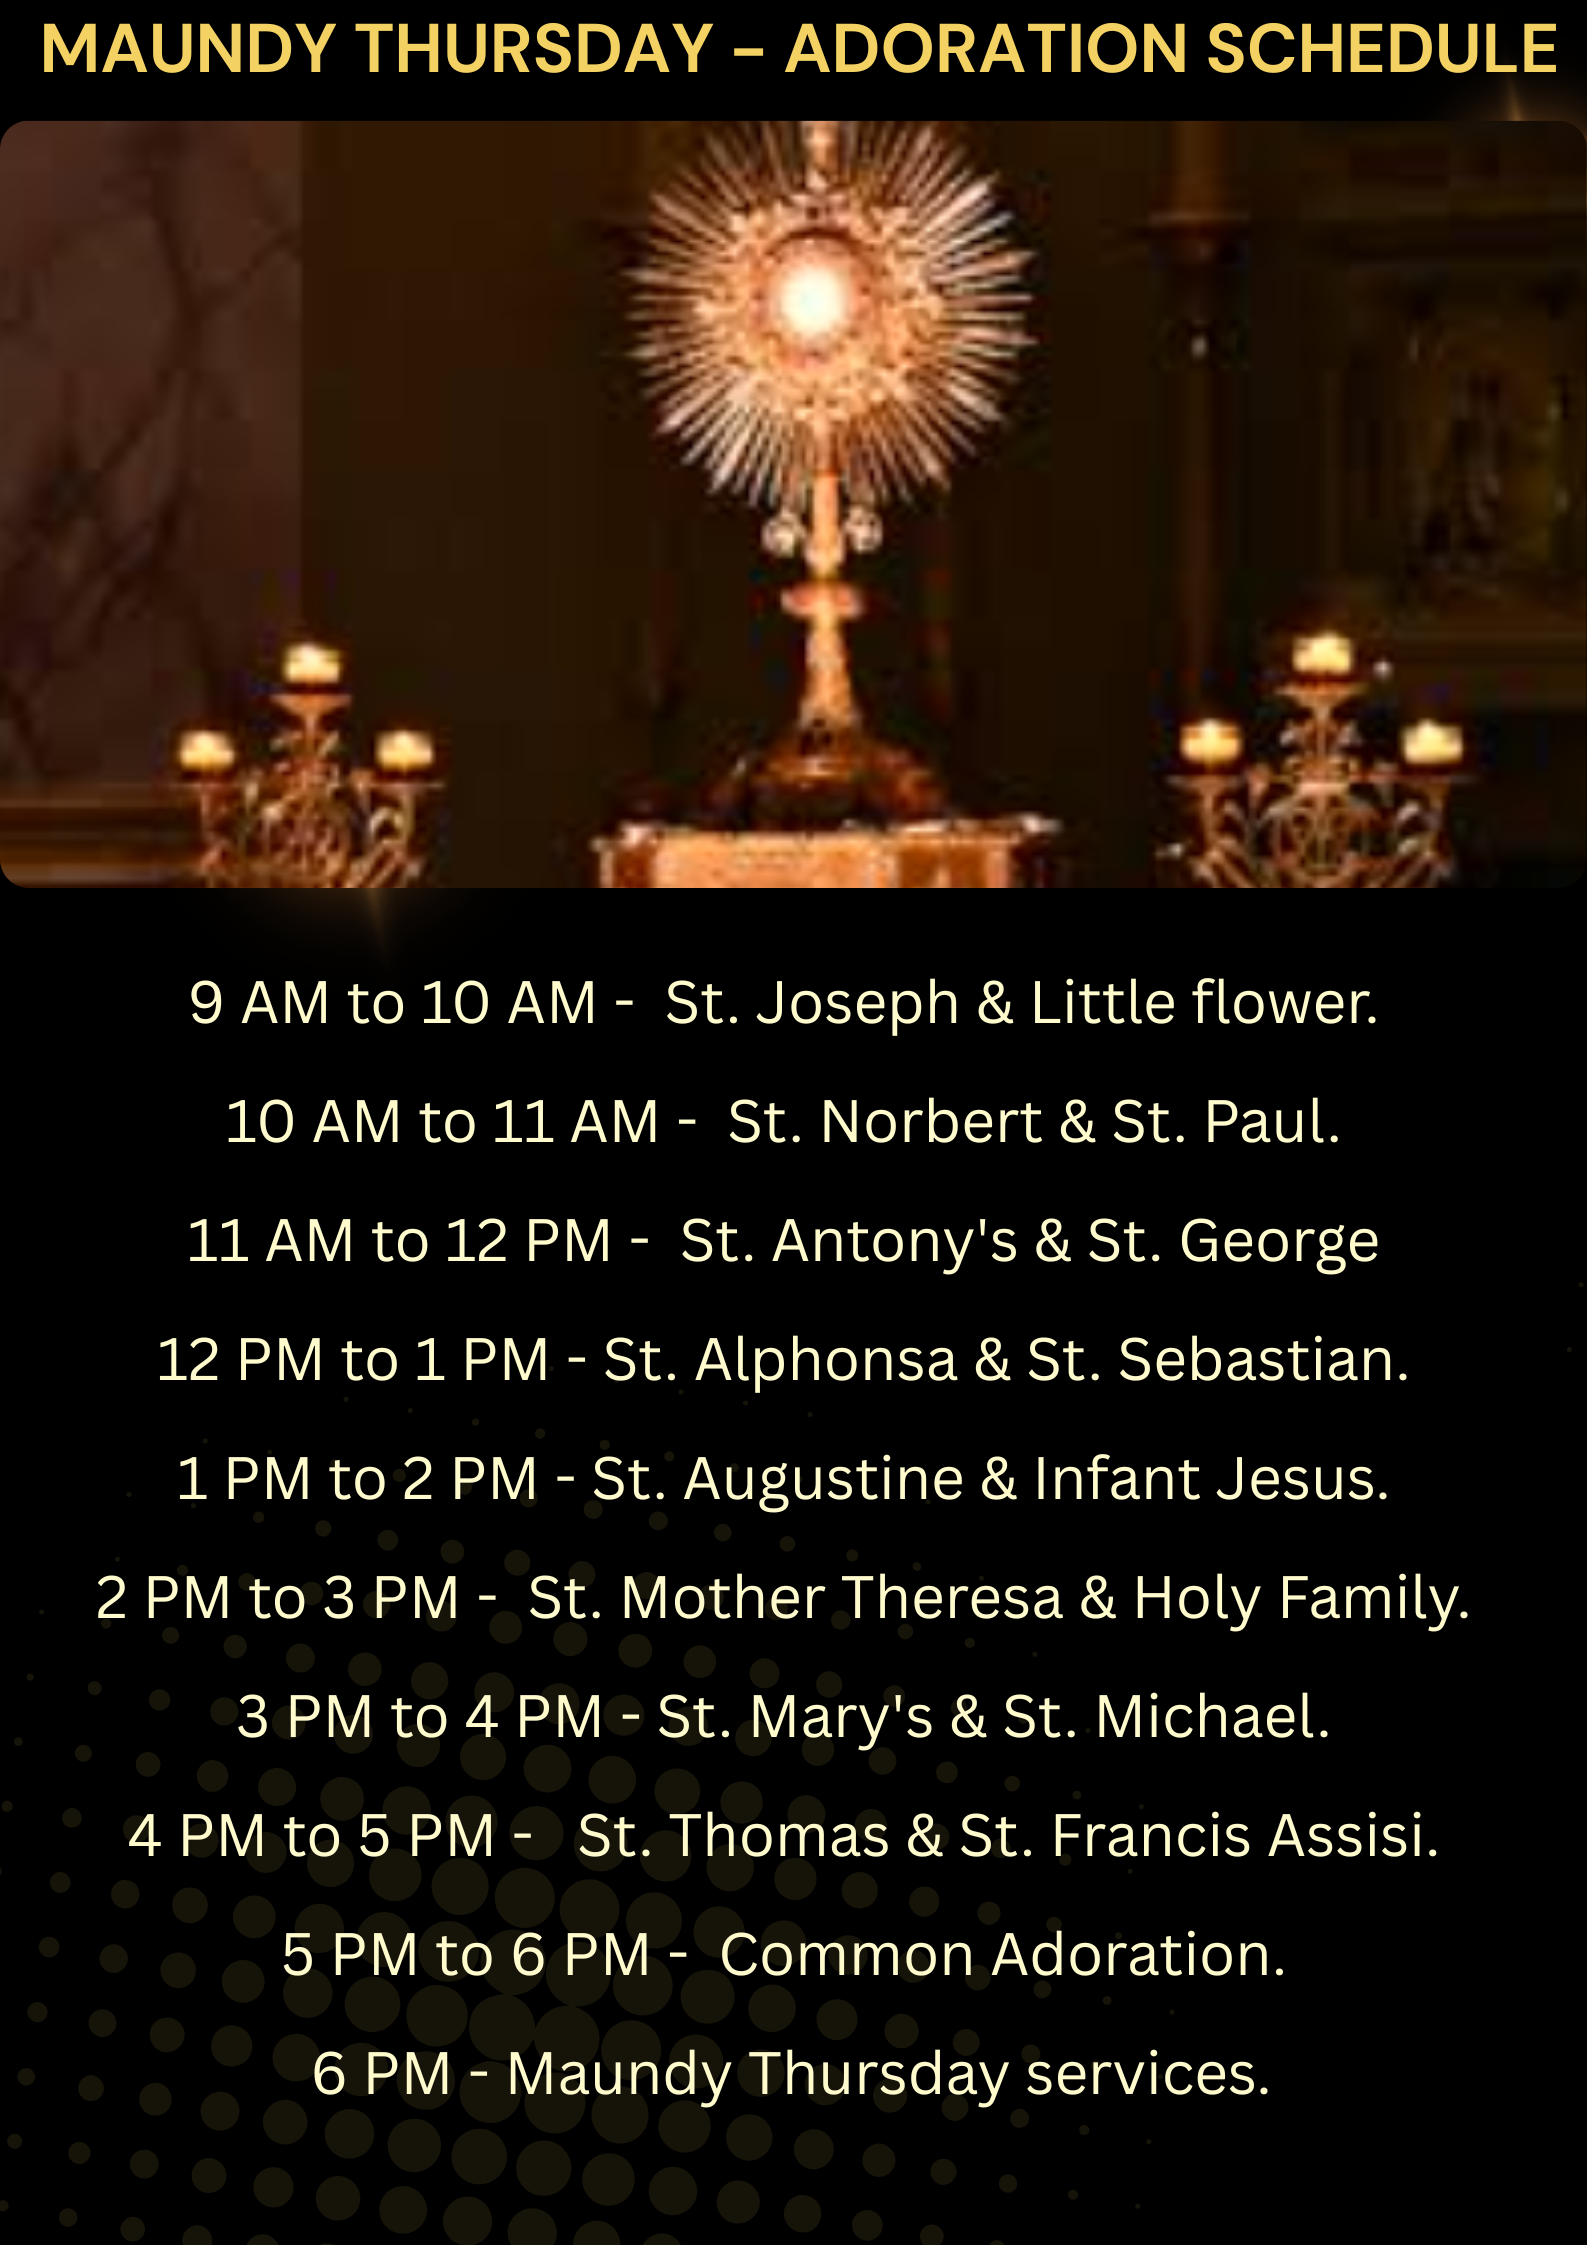 MAUNDY THURSDAY – ADORATION SCHEDULE
9 AM to 10 AM - St. Joseph & Little flower.
10 AM to 11 AM - St. Norbert & St. Paul.
11 AM to 12 PM - St. Antony's & St. George
12 PM to 1 PM - St. Alphonsa & St. Sebastian.
1 PM to 2 PM - St. Augustine & Infant Jesus.
2 PM to 3 PM - St. Mother Theresa & Holy Family.
3 PM to 4 PM - St. Mary's & St. Michael.
4 PM to 5 PM - St. Thomas & St. Francis Assisi.
5 PM to 6 PM - Common Adoration.
6 PM - Maundy Thursday services.